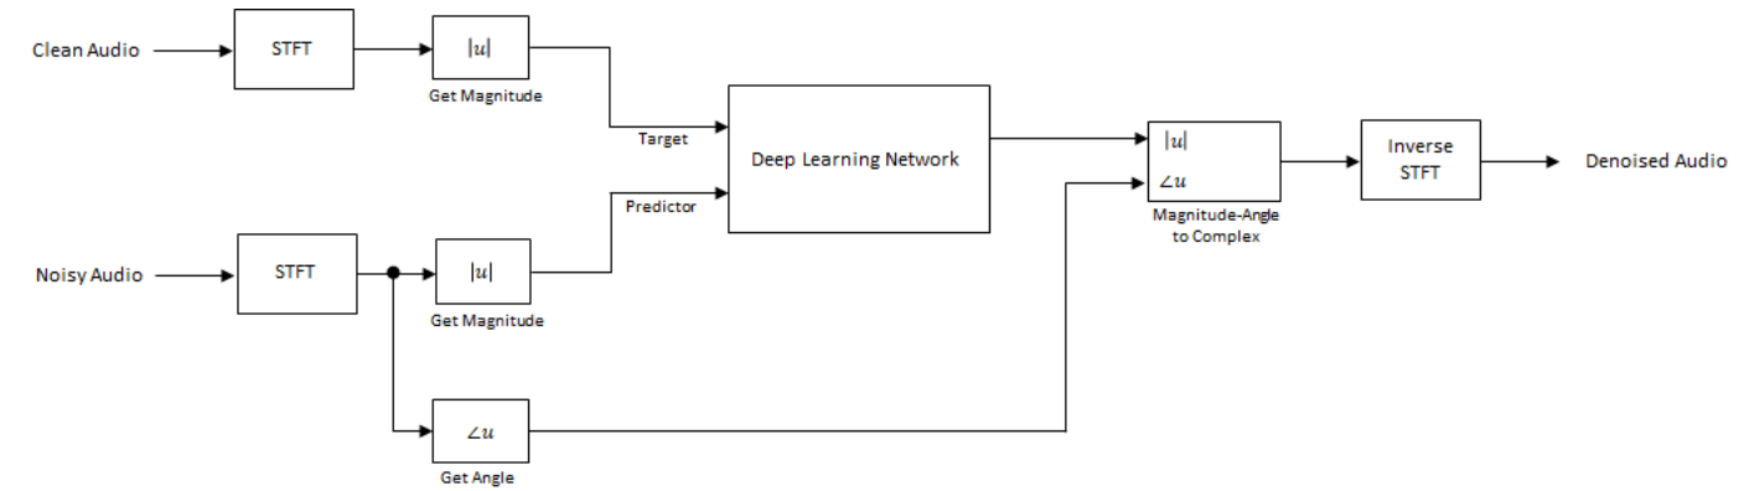 Clean Audio
STFT
|u|
Get Magnitude
Target
Deep Learning Network
Predictor
Noisy Audio
STFT
|u|
Get Magnitude
∠u
Get Angle
|u|
∠u
Magnitude-Angle
to Complex
Inverse
STFT
Denoised Audio